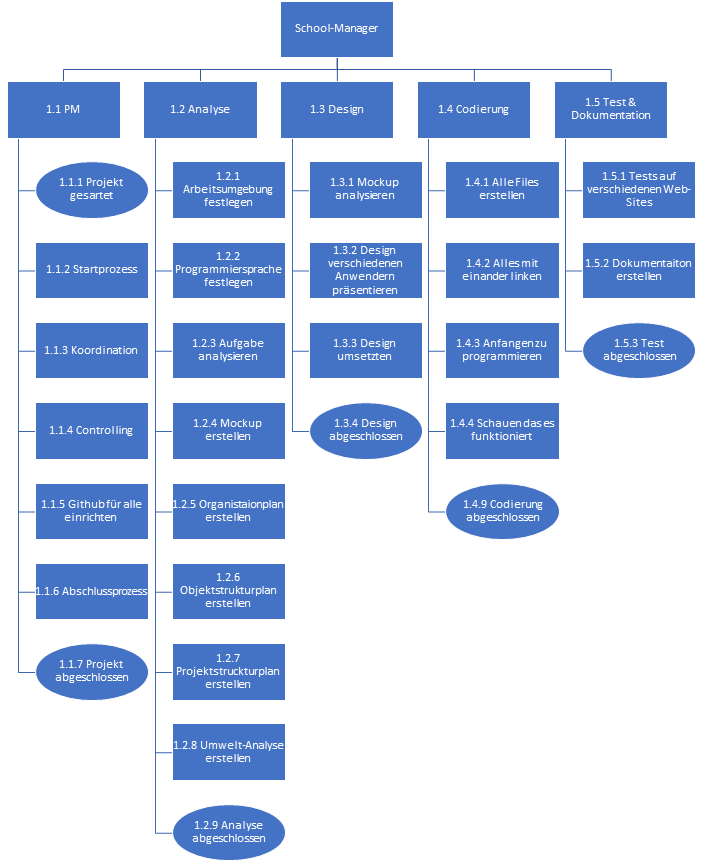 School-Manager
1.1 PM
1.2 Analyse
1.3 Design
1.4 Codierung
1.5 Test &
Dokumentation
1.1.1 Projekt
gesartet
1.1.2 Startprozess
1.1.3 Koordination
1.1.4 Controlling
1.1.5 Github für alle
einrichten
1.1.6 Abschlussprozess
1.1.7 Projekt
abgeschlossen
1.2.1
Arbeitsumgebung
festlegen
1.2.2
Programmiersprache
festlegen
1.2.3 Aufgabe
analysieren
1.2.4 Mockup
erstellen
1.2.5 Organistaionplan
erstellen
1.2.6
Objektstrukturplan
erstellen
1.2.7
Projektstruckturplan
erstellen
1.2.8 Umwelt-Analyse
erstellen
1.2.9 Analyse
abgeschlossen
1.3.1 Mockup
analysieren
1.3.2 Design
verschiedenen
Anwendern
präsentieren
1.3.3 Design
umsetzten
1.3.4 Design
abgeschlossen
1.4.1 Alle Files
erstellen
1.4.2 Alles mit
einander linken
1.4.3 Anfangen zu
programmieren
1.4.4 Schauen das es
funktioniert
1.4.9 Codierung
abgeschlossen
1.5.1 Tests auf
verschiedenen Web-
Sites
1.5.2 Dokumentaiton
erstellen
1.5.3 Test
abgeschlossen